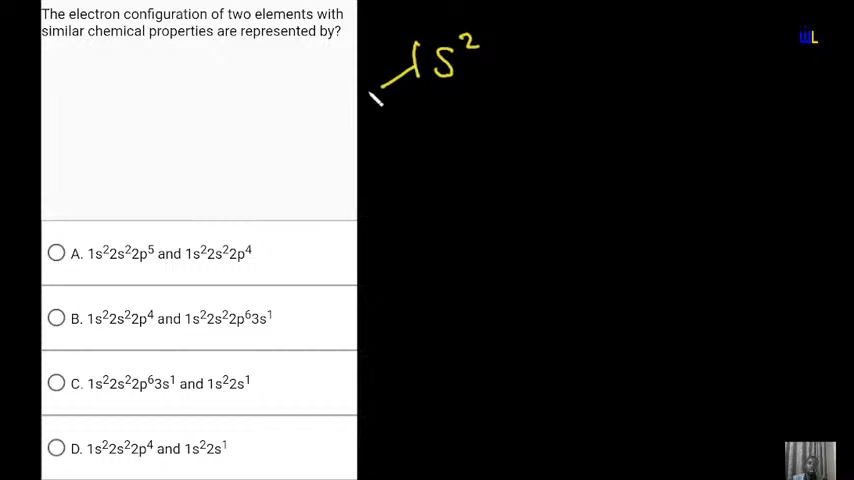 The electron configuration of two elements with
similar chemical properties are represented by?
1s²
A. 1s²2s²2p⁵ and 1s²2s²2p⁴
B. 1s²2s²2p⁴ and 1s²2s²2p⁶3s¹
C. 1s²2s²2p⁶3s¹ and 1s²2s¹
D. 1s²2s²2p⁴ and 1s²2s¹